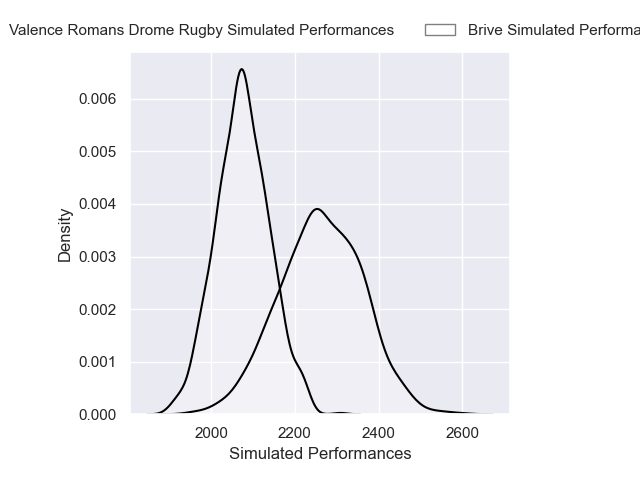 Valence Romans Drome Rugby Simulated Performances
Brive Simulated Performa
0.006
0.005
0.004
0.003
0.002
0.001
0.000
Density
2000 2200 2400 2600
Simulated Performances